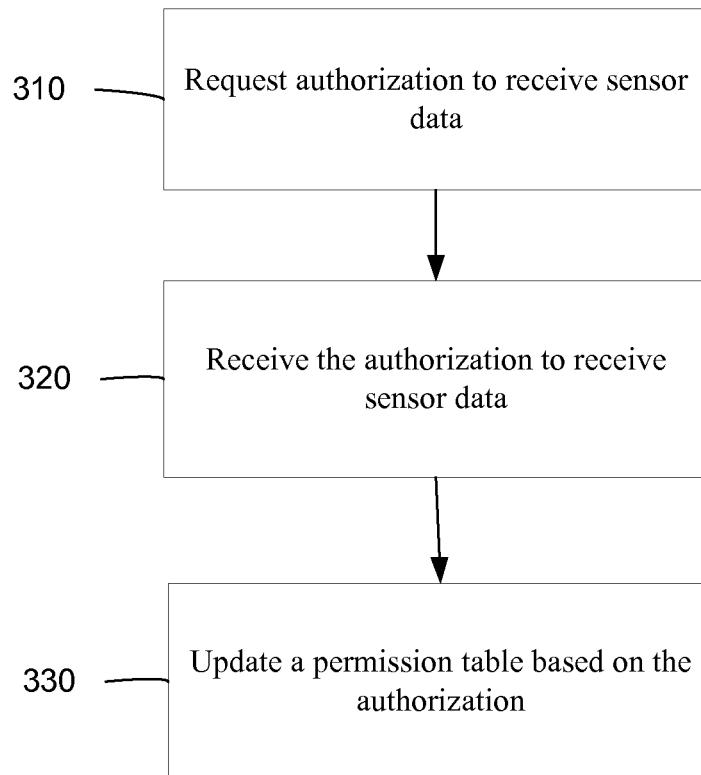 310
Request authorization to receive sensor
data
320
Receive the authorization to receive
sensor data
330
Update a permission table based on the
authorization